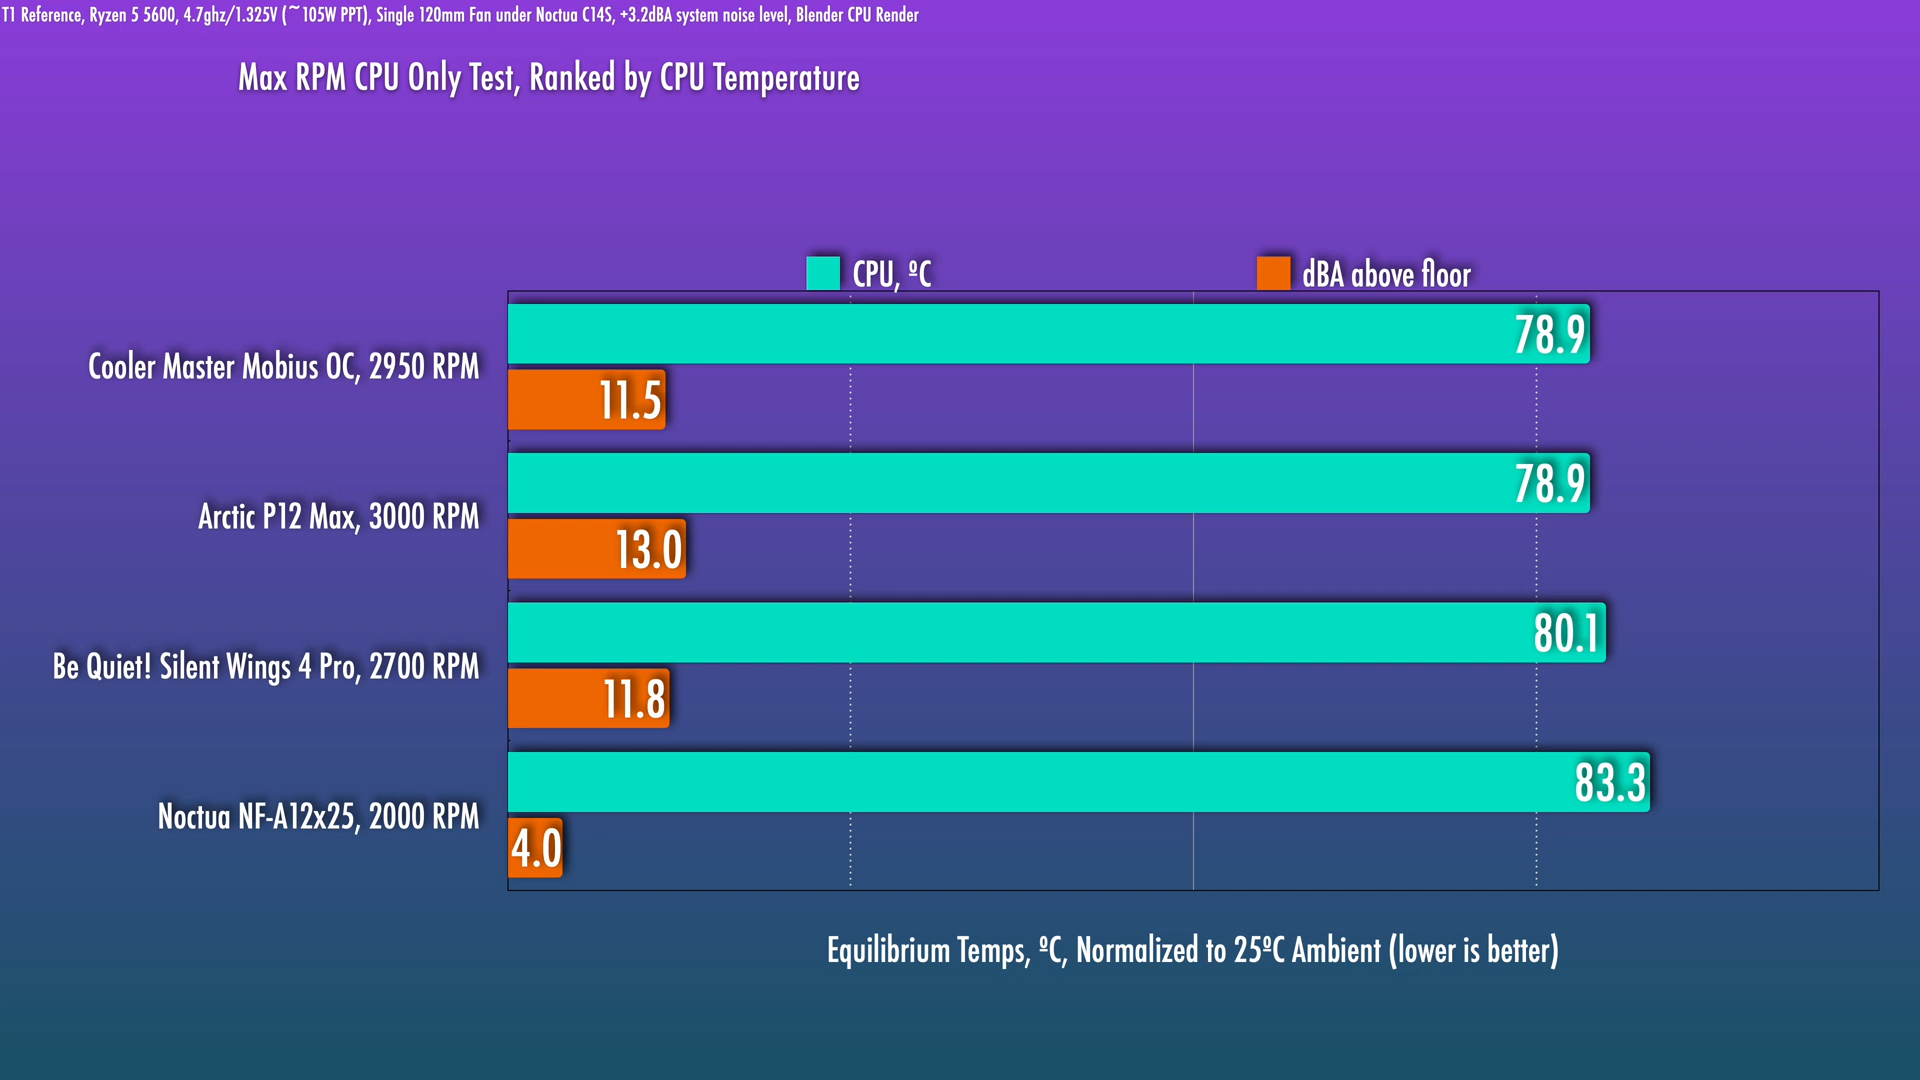 T1 Reference, Ryzen 5 5600, 4.7ghz/1.325V (~105W PPT), Single 120mm Fan under Noctua C14S, +3.2dBA system noise level, Blender CPU Render
Max RPM CPU Only Test, Ranked by CPU Temperature
CPU, ºC
dBA above floor
Cooler Master Mobius OC, 2950 RPM
78.9
11.5
Arctic P12 Max, 3000 RPM
78.9
13.0
Be Quiet! Silent Wings 4 Pro, 2700 RPM
80.1
11.8
Noctua NF-A12x25, 2000 RPM
83.3
4.0
Equilibrium Temps, ºC, Normalized to 25ºC Ambient (lower is better)